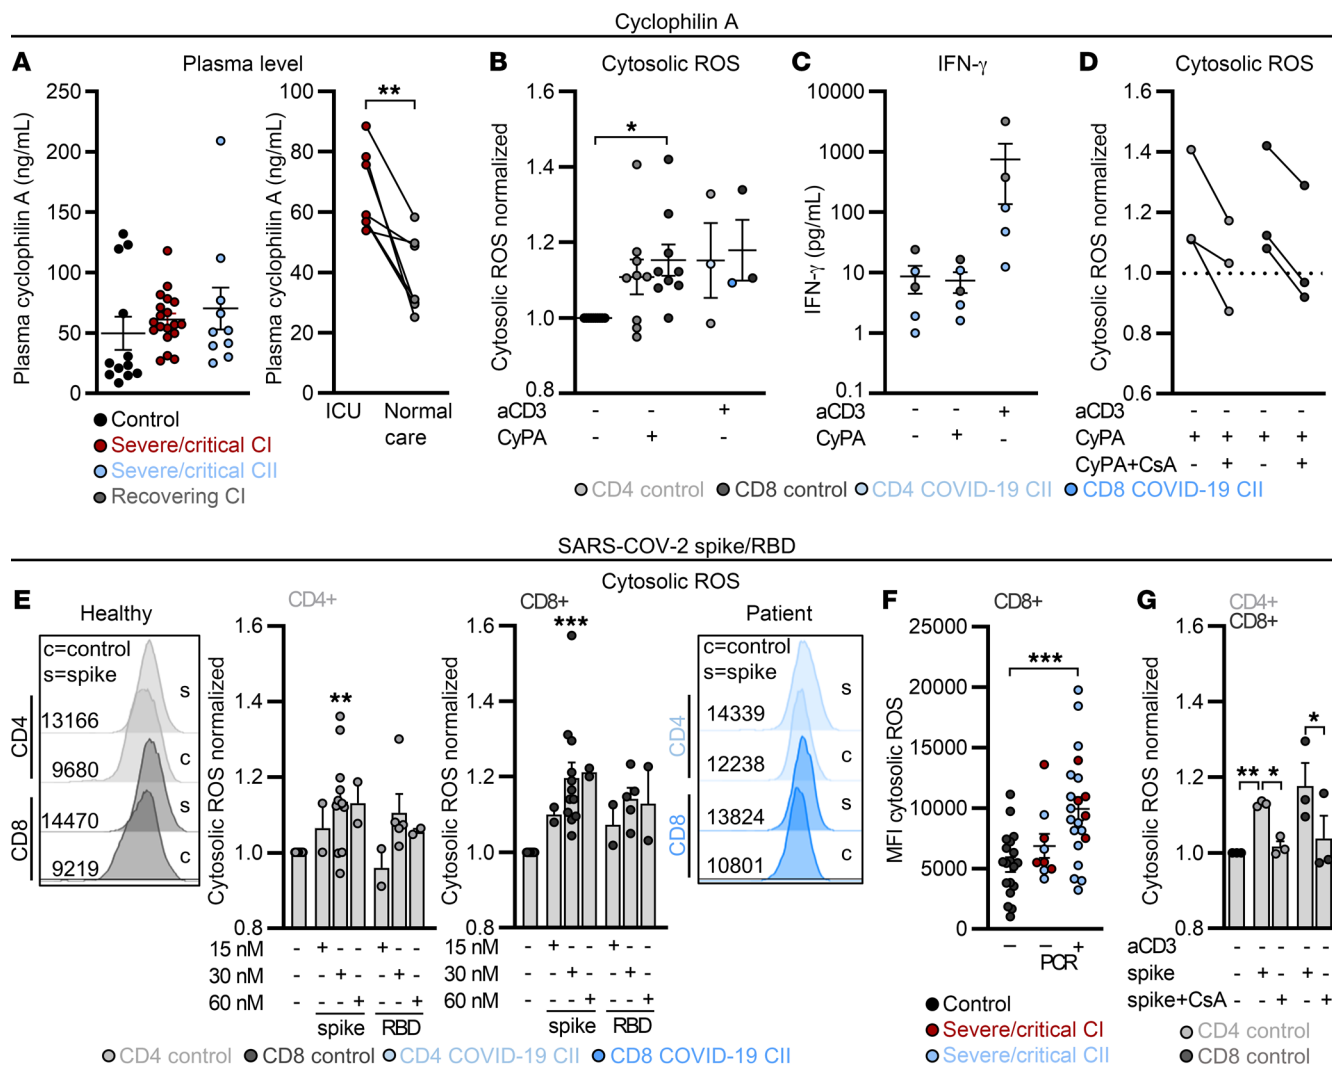 Cyclophilin A
A
Plasma level
Plasma cyclophilin A (ng/mL)
250
200
150
100
50
0
Plasma cyclophilin A (ng/mL)
100
80
60
40
20
0
**
ICU Normal
care
Control
Severe/critical CI
Severe/critical CII
Recovering CI
B
Cytosolic ROS
Cytosolic ROS normalized
1.6
1.4
1.2
1.0
0.8
*
aCD3 - - +
CyPA - + -
C
IFN-γ
IFN-γ (pg/mL)
10000
1000
100
10
1
0.1
aCD3 - - +
CyPA - + -
D
Cytosolic ROS
Cytosolic ROS normalized
1.6
1.4
1.2
1.0
0.8
0.6
aCD3 - - - -
CyPA + + + +
CyPA+CsA - + - +
CD4 control CD8 control CD4 COVID-19 CII CD8 COVID-19 CII
SARS-COV-2 spike/RBD
Cytosolic ROS
E
Healthy
c=control
s=spike
CD4
CD8
13166 s
9680 c
14470 s
9219 c
CD4+
Cytosolic ROS normalized
1.6
1.4
1.2
1.0
0.8
**
15 nM - + - - + - -
30 nM - - + - - + -
60 nM - - - + - - +
spike RBD
CD8+
Cytosolic ROS normalized
1.6
1.4
1.2
1.0
0.8
***
15 nM - + - - + - -
30 nM - - + - - + -
60 nM - - - + - - +
spike RBD
Patient
c=control
s=spike
CD4
CD8
14339 s
12238 c
13824 s
10801 c
CD4 control CD8 control CD4 COVID-19 CII CD8 COVID-19 CII
F
CD8+
MFI cytosolic ROS
25000
20000
15000
10000
5000
0
***
– – +
PCR
Control
Severe/critical CI
Severe/critical CII
G
CD4+
CD8+
Cytosolic ROS normalized
1.6
1.4
1.2
1.0
0.8
** * *
aCD3 - - - - -
spike - + - + -
spike+CsA - - + - +
CD4 control
CD8 control